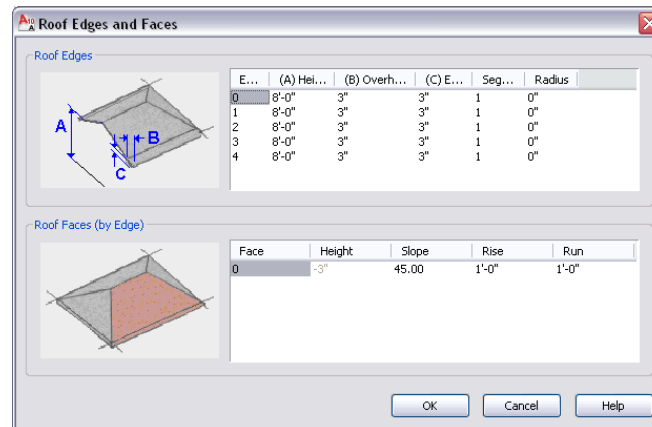 Roof Edges and Faces
Roof Edges
E... (A) Hei... (B) Overh... (C) E... Seg... Radius
0 8'-0" 3" 3" 1 0"
1 8'-0" 3" 3" 1 0"
2 8'-0" 3" 3" 1 0"
3 8'-0" 3" 3" 1 0"
4 8'-0" 3" 3" 1 0"
A
B
C
Roof Faces (by Edge)
Face Height Slope Rise Run
0 -3" 45.00 1'-0" 1'-0"
OK Cancel Help